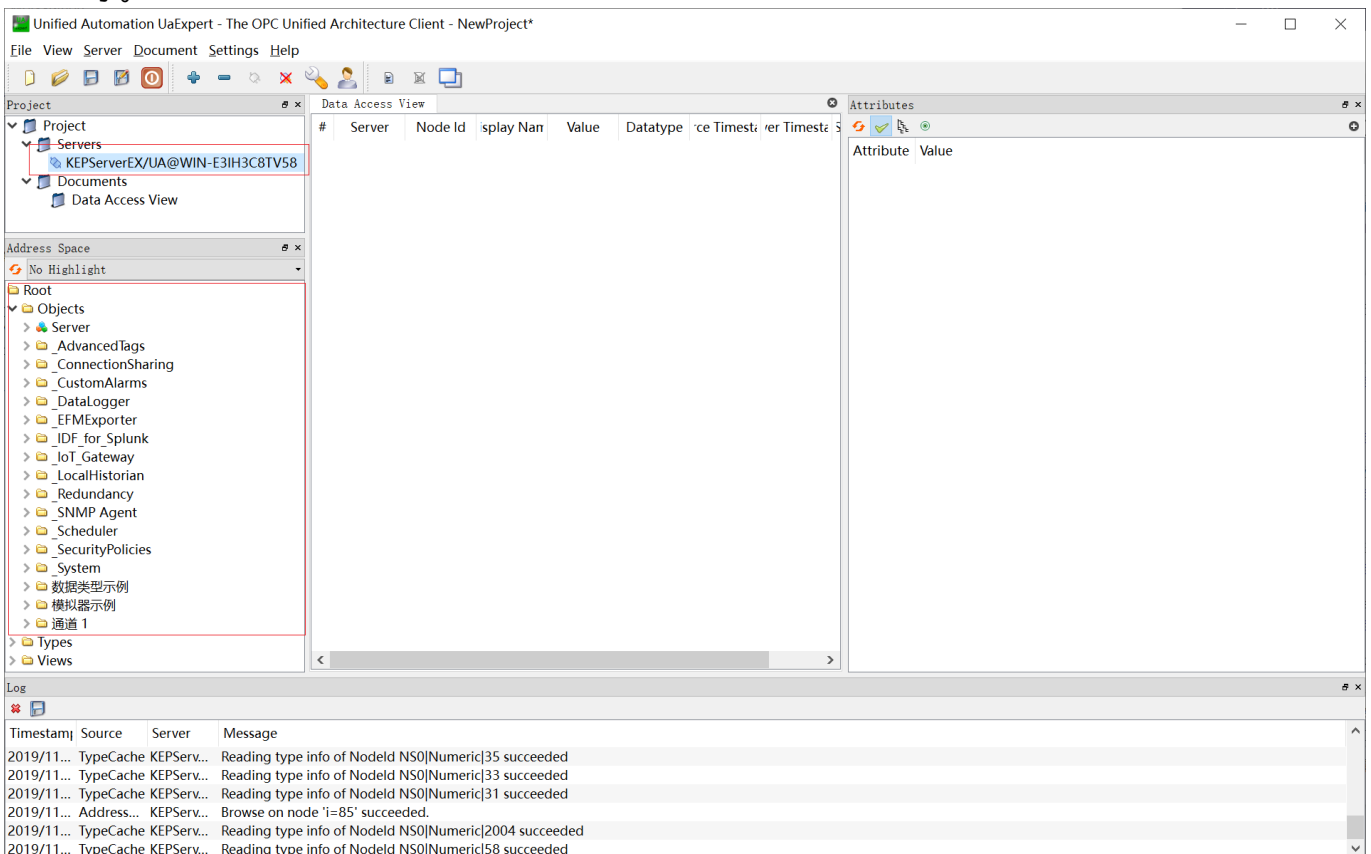 Unified Automation UaExpert - The OPC Unified Architecture Client - NewProject*
File View Server Document Settings Help
Project
Project
Servers
KEPServerEX/UA@WIN-E3IH3C8TV58
Documents
Data Access View
Address Space
No Highlight
Root
Objects
Server
_AdvancedTags
_ConnectionSharing
_CustomAlarms
_DataLogger
_EFMExporter
_IDF_for_Splunk
_IoT_Gateway
_LocalHistorian
_Redundancy
_SNMP Agent
_Scheduler
_SecurityPolicies
_System
数据类型示例
模拟器示例
通道 1
Types
Views
Data Access View
# Server Node Id isplay Nam Value Datatype rce Timesta ver Timesta S
Attributes
Attribute Value
Log
Timestamp Source Server Message
2019/11... TypeCache KEPServ... Reading type info of NodeId NS0|Numeric|35 succeeded
2019/11... TypeCache KEPServ... Reading type info of NodeId NS0|Numeric|33 succeeded
2019/11... TypeCache KEPServ... Reading type info of NodeId NS0|Numeric|31 succeeded
2019/11... Address... KEPServ... Browse on node 'i=85' succeeded.
2019/11... TypeCache KEPServ... Reading type info of NodeId NS0|Numeric|2004 succeeded
2019/11... TypeCache KEPServ... Reading type info of NodeId NS0|Numeric|58 succeeded